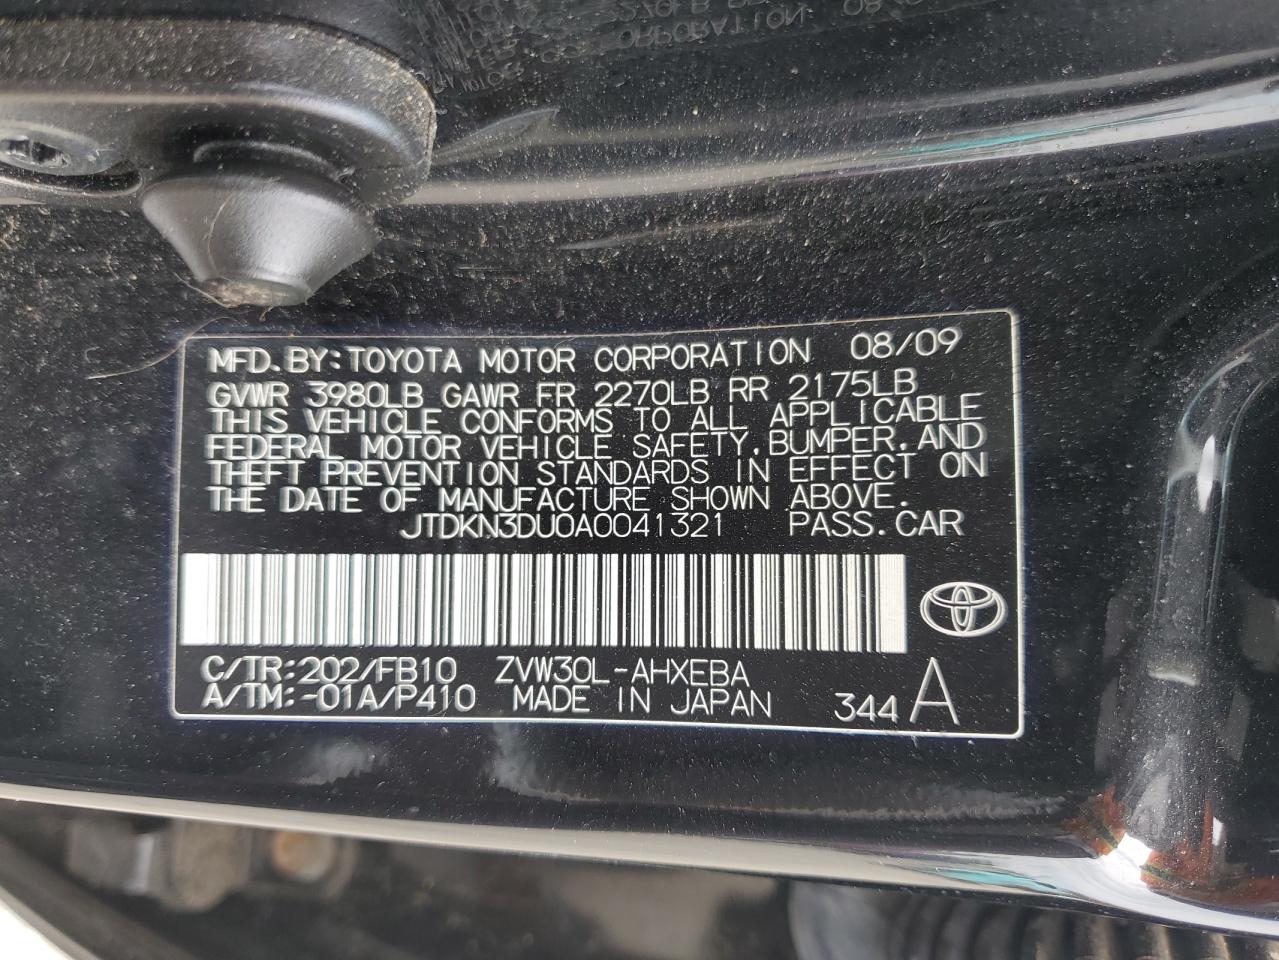 MFD.BY:TOYOTA MOTOR CORPORATION 08/09
GVWR 3980LB GAWR FR 2270LB RR 2175LB
THIS VEHICLE CONFORMS TO ALL APPLICABLE
FEDERAL MOTOR VEHICLE SAFETY,BUMPER,AND
THEFT PREVENTION STANDARDS IN EFFECT ON
THE DATE OF MANUFACTURE SHOWN ABOVE.
JTDKN3DU0A0041321 PASS.CAR
C/TR:202/FB10 ZVW30L-AHXEBA
A/TM:-01A/P410 MADE IN JAPAN 344 A